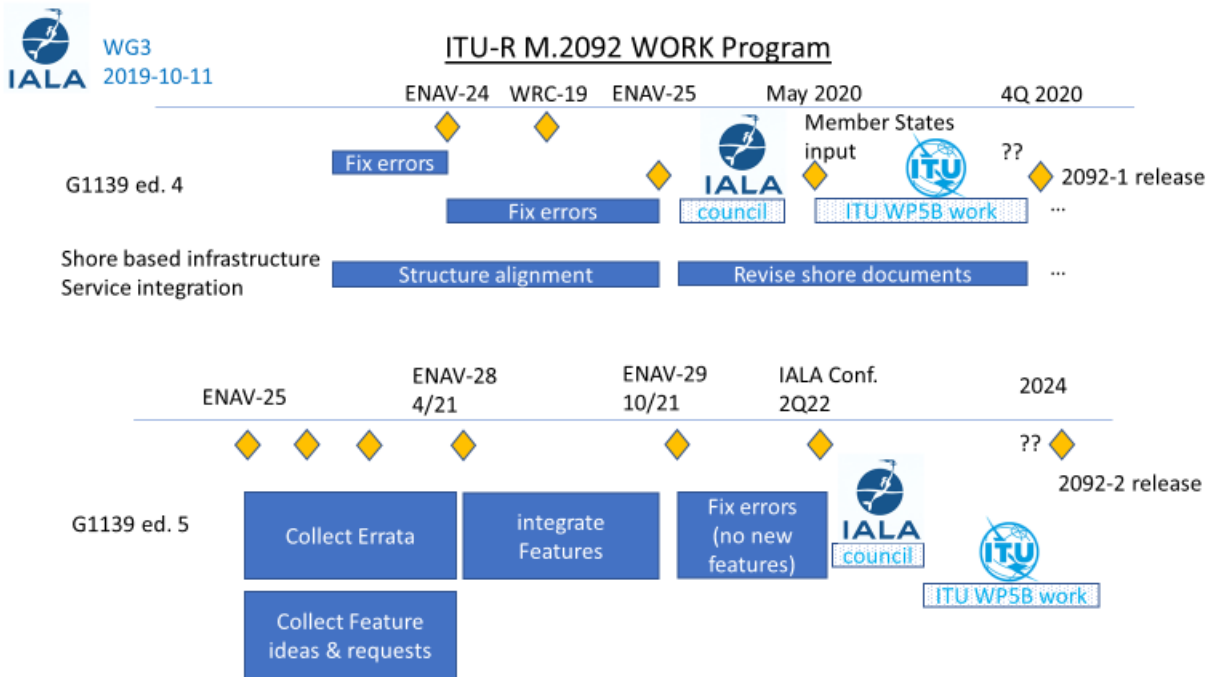 IALA
WG3
2019-10-11
ITU-R M.2092 WORK Program
ENAV-24
WRC-19
ENAV-25
May 2020
4Q 2020
Member States
input
??
Fix errors
G1139 ed. 4
IALA
ITU
2092-1 release
Fix errors
council
ITU WP5B work
...
Shore based infrastructure
Service integration
Structure alignment
Revise shore documents
...
ENAV-25
ENAV-28
4/21
ENAV-29
10/21
IALA Conf.
2Q22
2024
??
2092-2 release
G1139 ed. 5
Collect Errata
integrate
Features
Fix errors
(no new
features)
IALA
council
ITU
ITU WP5B work
Collect Feature
ideas & requests